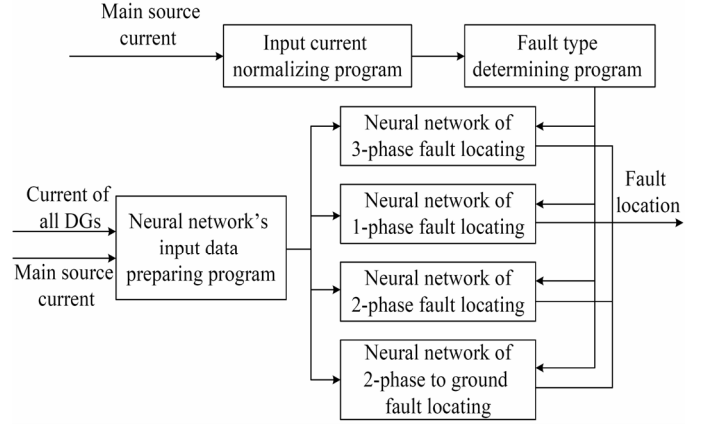 Main source
current
Input current
normalizing program
Fault type
determining program
Neural network of
3-phase fault locating
Current of
all DGs
Main source
current
Neural network’s
input data
preparing program
Neural network of
1-phase fault locating
Fault
location
Neural network of
2-phase fault locating
Neural network of
2-phase to ground
fault locating